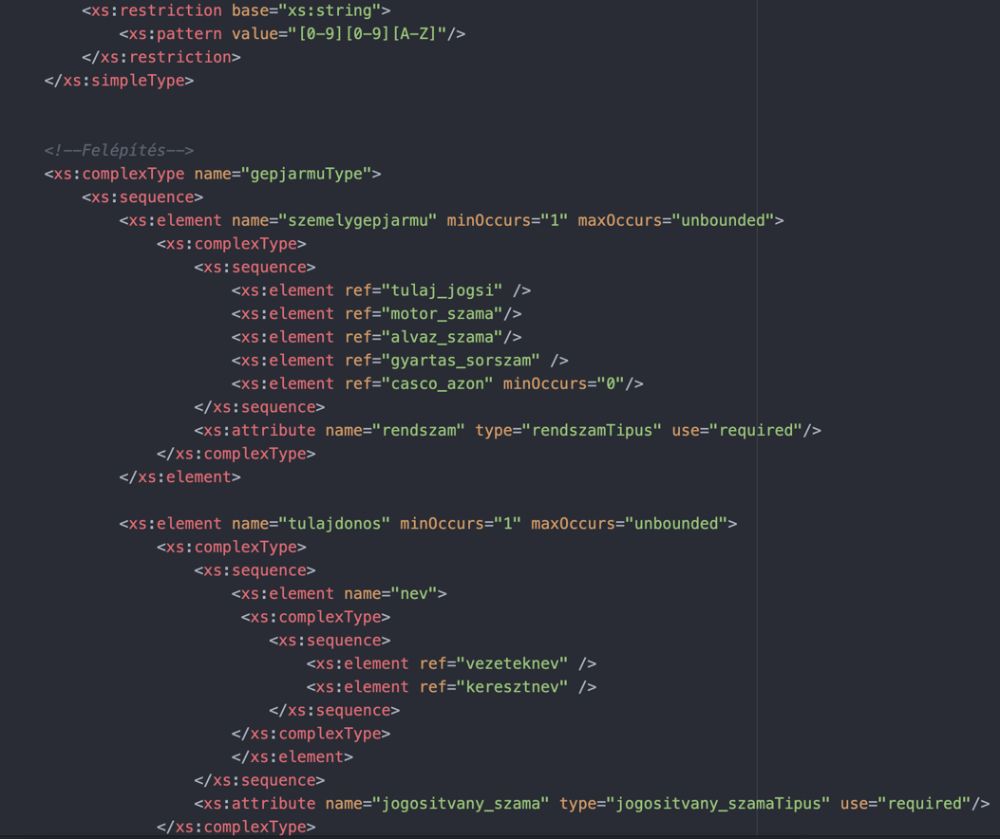 <xs:restriction base="xs:string">
<xs:pattern value="[0-9][0-9][A-Z]"/>
</xs:restriction>
</xs:simpleType>
<!--Felépítés-->
<xs:complexType name="gepjarmuType">
<xs:sequence>
<xs:element name="szemelygepjarmu" minOccurs="1" maxOccurs="unbounded">
<xs:complexType>
<xs:sequence>
<xs:element ref="tulaj_jogsi" />
<xs:element ref="motor_szama"/>
<xs:element ref="alvaz_szama"/>
<xs:element ref="gyartas_sorszam" />
<xs:element ref="casco_azon" minOccurs="0"/>
</xs:sequence>
<xs:attribute name="rendszam" type="rendszamTipus" use="required"/>
</xs:complexType>
</xs:element>
<xs:element name="tulajdonos" minOccurs="1" maxOccurs="unbounded">
<xs:complexType>
<xs:sequence>
<xs:element name="nev">
<xs:complexType>
<xs:sequence>
<xs:element ref="vezeteknev" />
<xs:element ref="keresztnev" />
</xs:sequence>
</xs:complexType>
</xs:element>
</xs:sequence>
<xs:attribute name="jogositvany_szama" type="jogositvany_szamaTipus" use="required"/>
</xs:complexType>